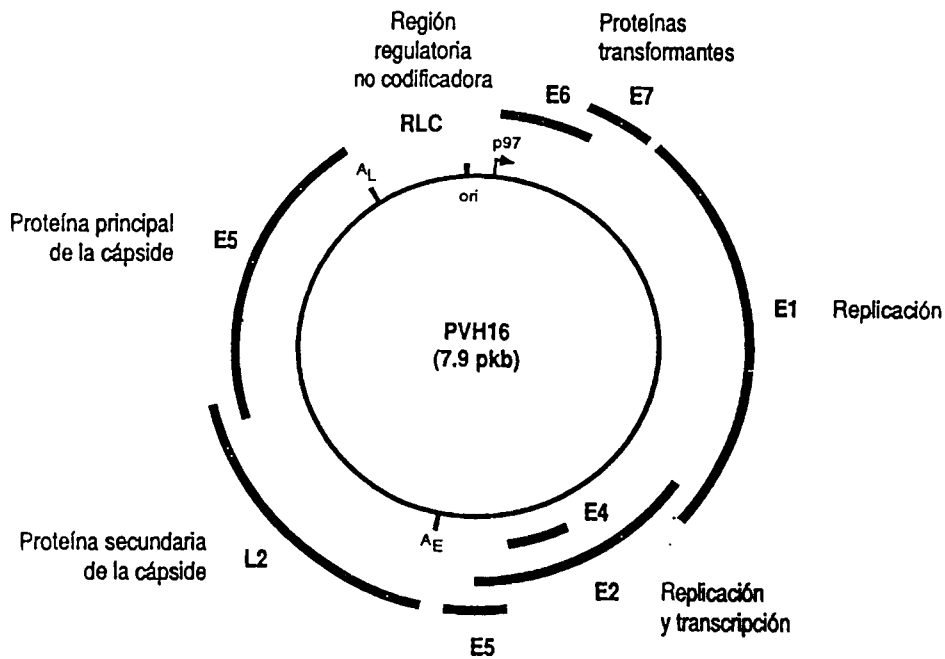 Región
regulatoria
no codificadora
RLC
Proteínas
transformantes
E6
E7
p97
ori
AL
Proteína principal
de la cápside
E5
E1
Replicación
PVH16
(7.9 pkb)
E4
AE
Proteína secundaria
de la cápside
L2
E2
Replicación
y transcripción
E5